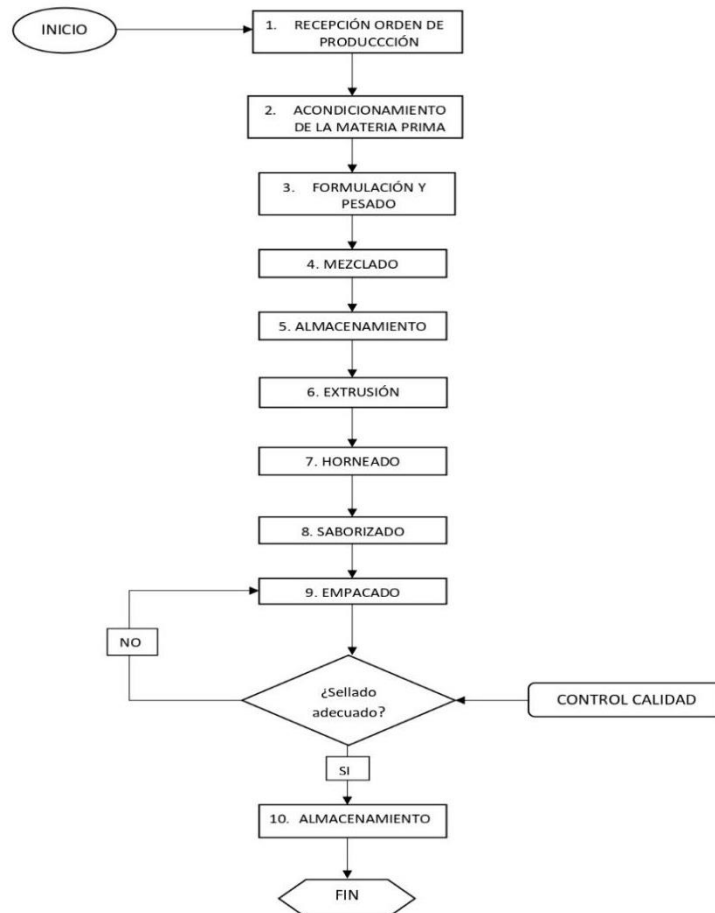 INICIO
1. RECEPCIÓN ORDEN DE
PRODUCCCIÓN
2. ACONDICIONAMIENTO
DE LA MATERIA PRIMA
3. FORMULACIÓN Y
PESADO
4. MEZCLADO
5. ALMACENAMIENTO
6. EXTRUSIÓN
7. HORNEADO
8. SABORIZADO
9. EMPACADO
NO
¿Sellado
adecuado?
CONTROL CALIDAD
SI
10. ALMACENAMIENTO
FIN